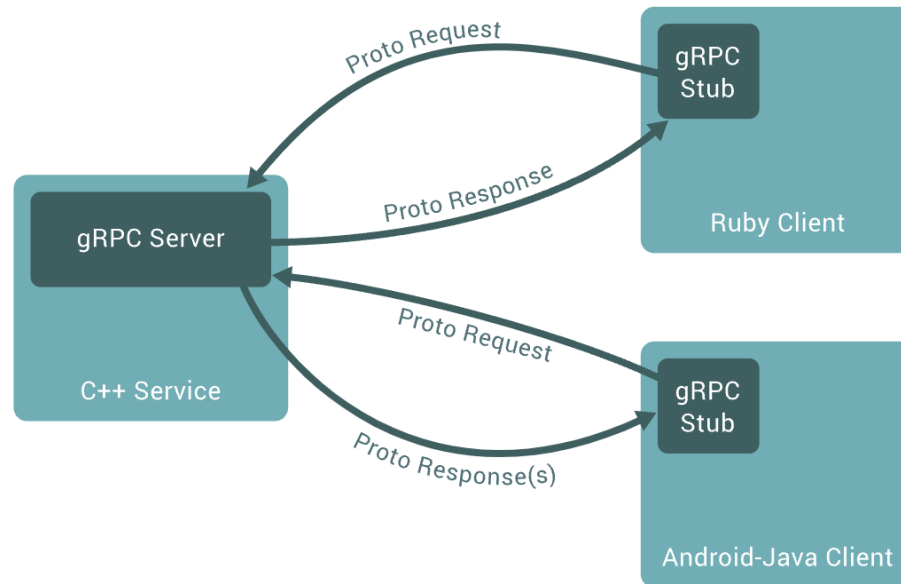 Proto Request
gRPC
Stub
Proto Response
Ruby Client
gRPC Server
C++ Service
Proto Request
gRPC
Stub
Proto Response(s)
Android-Java Client